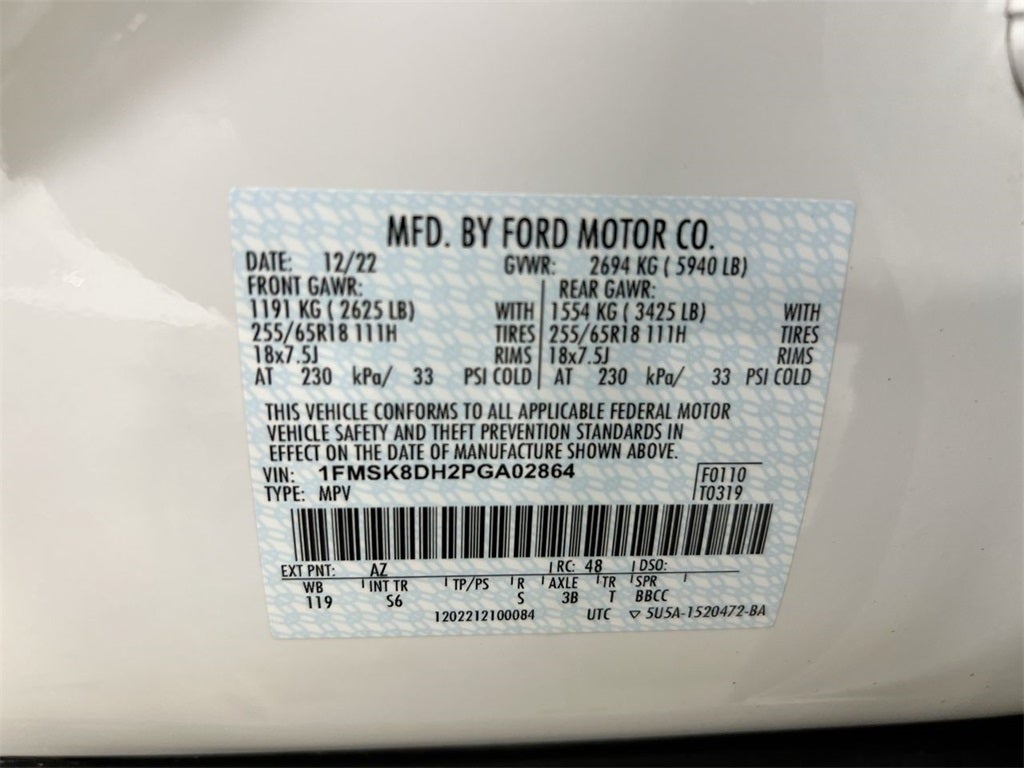 MFD. BY FORD MOTOR CO.
DATE: 12/22 GVWR: 2694 KG ( 5940 LB)
FRONT GAWR: REAR GAWR:
1191 KG ( 2625 LB) WITH 1554 KG ( 3425 LB) WITH
255/65R18 111H TIRES 255/65R18 111H TIRES
18x7.5J RIMS 18x7.5J RIMS
AT 230 kPa/ 33 PSI COLD AT 230 kPa/ 33 PSI COLD
THIS VEHICLE CONFORMS TO ALL APPLICABLE FEDERAL MOTOR
VEHICLE SAFETY AND THEFT PREVENTION STANDARDS IN
EFFECT ON THE DATE OF MANUFACTURE SHOWN ABOVE.
VIN: 1FMSK8DH2PGA02864 F0110
TYPE: MPV T0319
EXT PNT: AZ RC: 48 DSO:
WB INT TR TP/PS R AXLE TR SPR
119 S6 S 3B T BBCC
1202212100084 UTC ▽ 5U5A-1520472-BA